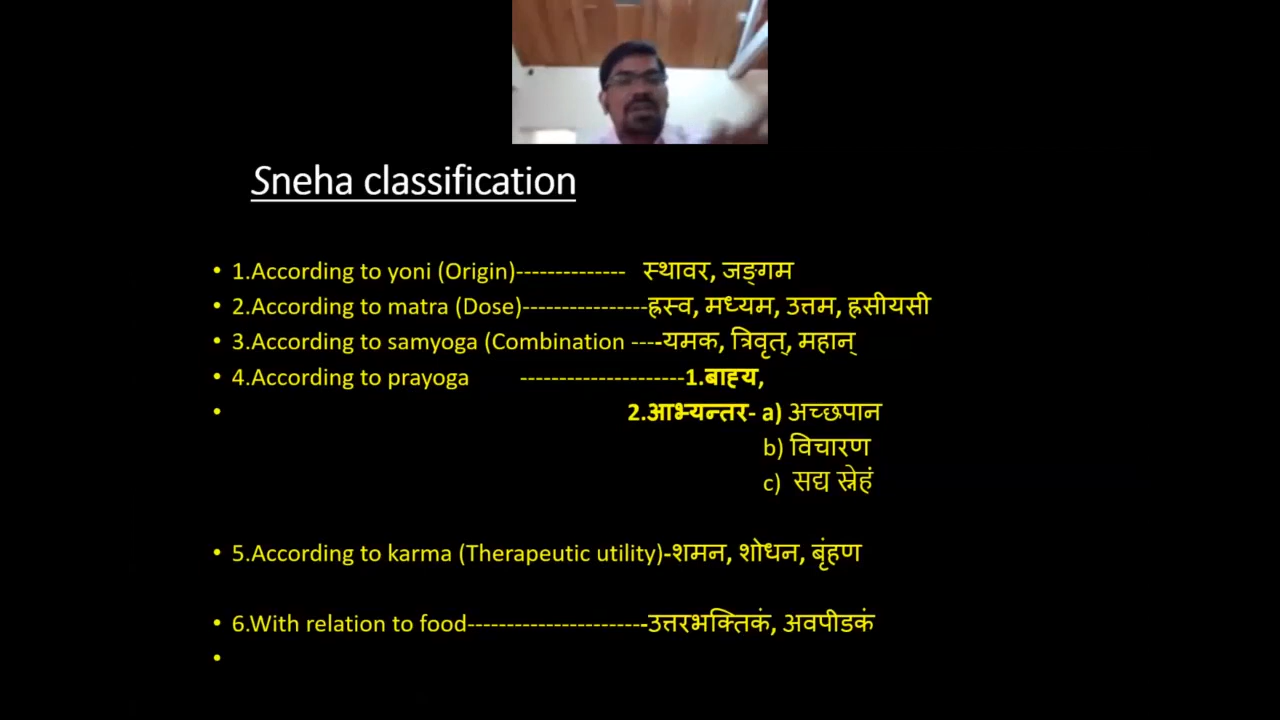 Sneha classification
• 1.According to yoni (Origin)-------------- स्थावर, जङ्गम
• 2.According to matra (Dose)----------------ह्रस्व, मध्यम, उत्तम, ह्रसीयसी
• 3.According to samyoga (Combination ----यमक, त्रिवृत्, महान्
• 4.According to prayoga ---------------------1.बाह्य,
• 2.आभ्यन्तर- a) अच्छपान
b) विचारण
c) सद्य स्नेहं
• 5.According to karma (Therapeutic utility)-शमन, शोधन, बृंहण
• 6.With relation to food-----------------------उत्तरभक्तिकं, अवपीडकं
•